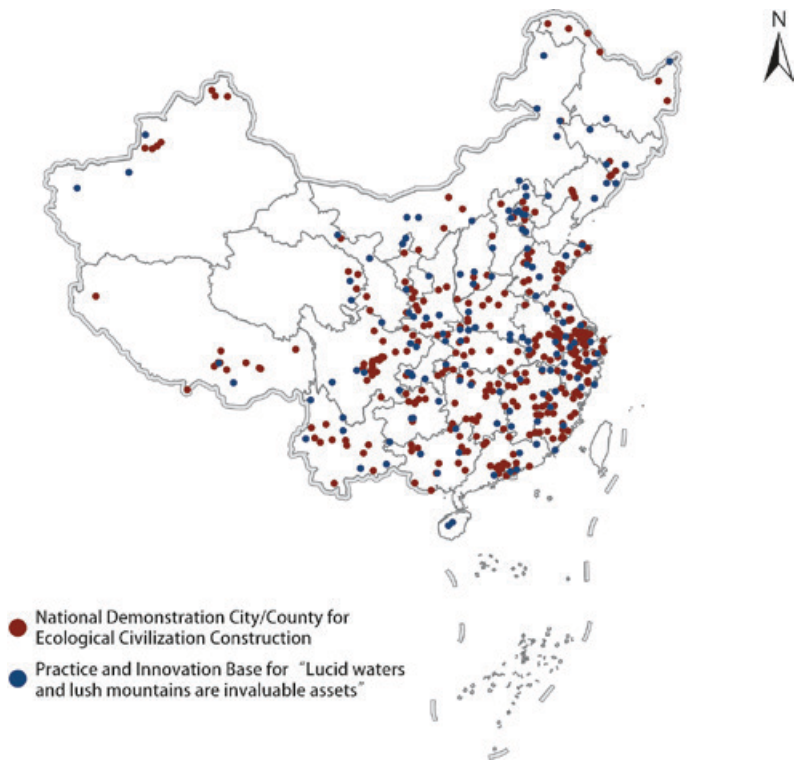 N
National Demonstration City/County for
Ecological Civilization Construction
Practice and Innovation Base for “Lucid waters
and lush mountains are invaluable assets”